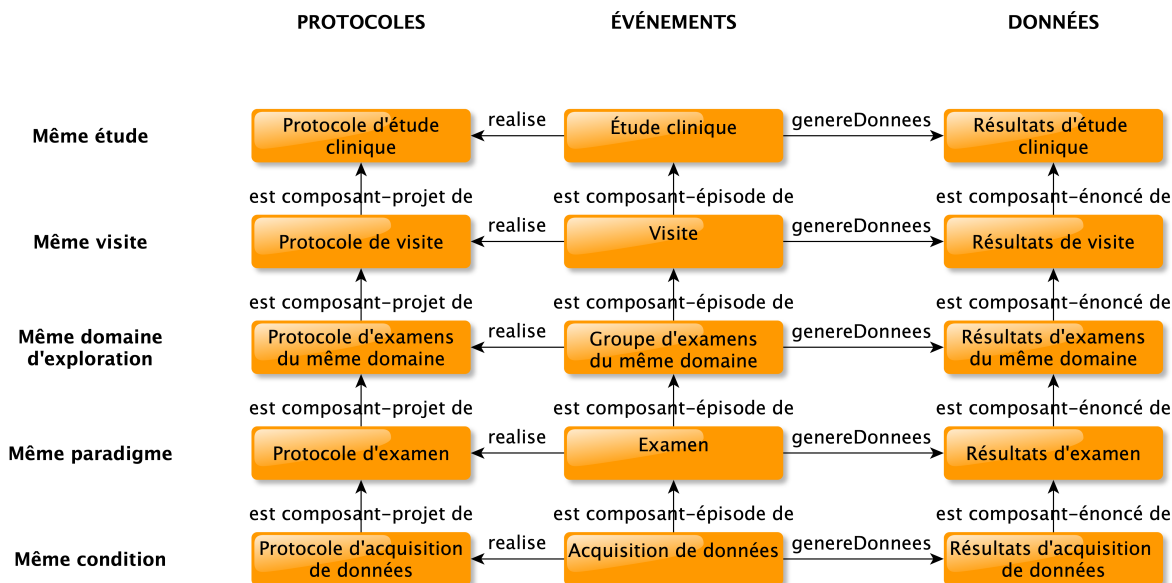 PROTOCOLES ÉVÉNEMENTS DONNÉES
Même étude
Protocole d'étude
clinique
realise
Étude clinique
genereDonnees
Résultats d'étude
clinique
est composant-projet de
est composant-épisode de
est composant-énoncé de
Même visite
Protocole de visite
realise
Visite
genereDonnees
Résultats de visite
est composant-projet de
est composant-épisode de
est composant-énoncé de
Même domaine
d'exploration
Protocole d'examens
du même domaine
realise
Groupe d'examens
du même domaine
genereDonnees
Résultats d'examens
du même domaine
est composant-projet de
est composant-épisode de
est composant-énoncé de
Même paradigme
Protocole d'examen
realise
Examen
genereDonnees
Résultats d'examen
est composant-projet de
est composant-épisode de
est composant-énoncé de
Même condition
Protocole d'acquisition
de données
realise
Acquisition de données
genereDonnees
Résultats d'acquisition
de données